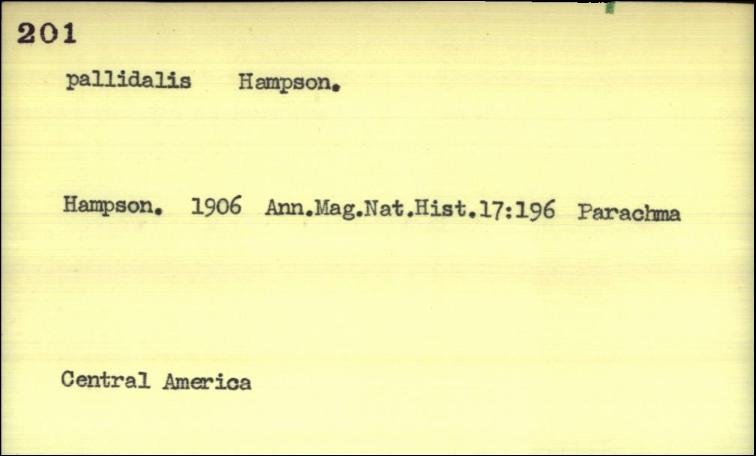 201
pallidalis Hampson.
Hampson. 1906 Ann.Mag.Nat.Hist.17:196 Parachma
Central America